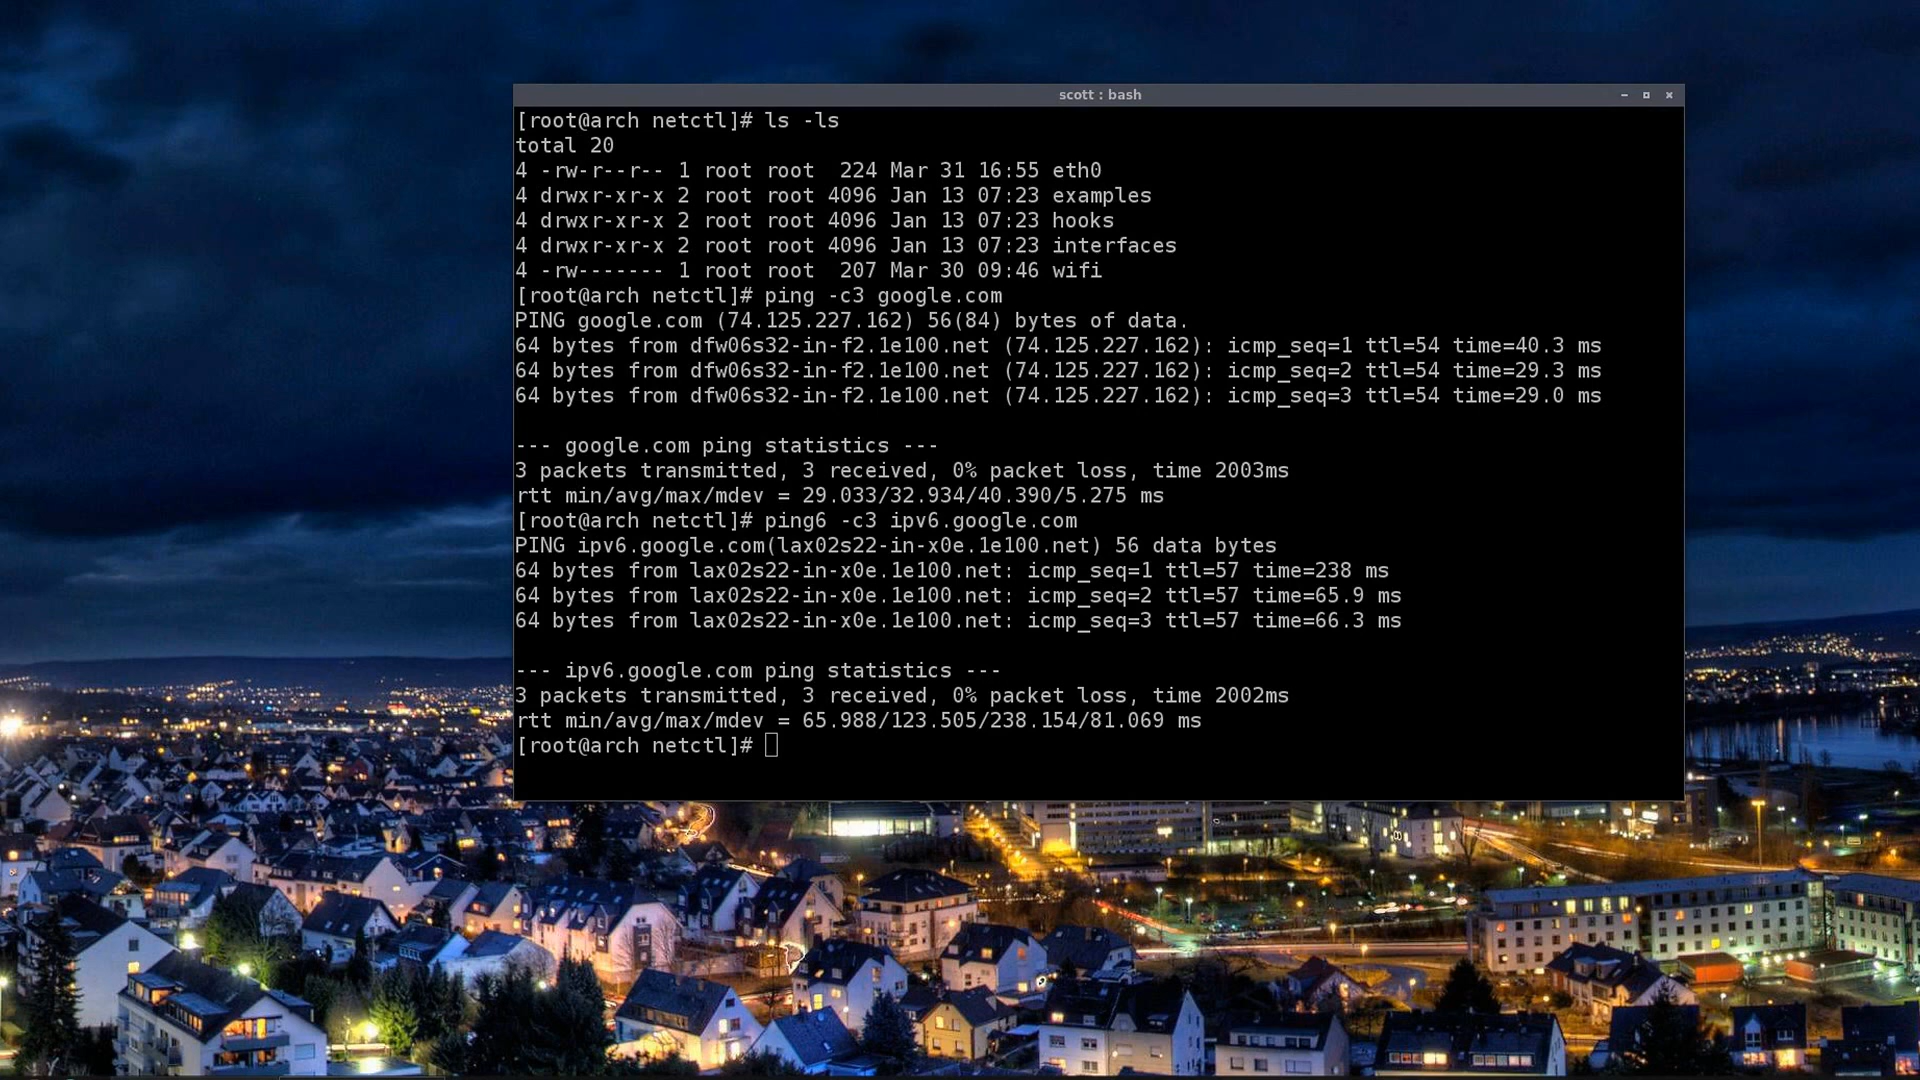 scott : bash
[root@arch netctl]# ls -ls
total 20
4 -rw-r--r-- 1 root root  224 Mar 31 16:55 eth0
4 drwxr-xr-x 2 root root 4096 Jan 13 07:23 examples
4 drwxr-xr-x 2 root root 4096 Jan 13 07:23 hooks
4 drwxr-xr-x 2 root root 4096 Jan 13 07:23 interfaces
4 -rw------- 1 root root  207 Mar 30 09:46 wifi
[root@arch netctl]# ping -c3 google.com
PING google.com (74.125.227.162) 56(84) bytes of data.
64 bytes from dfw06s32-in-f2.1e100.net (74.125.227.162): icmp_seq=1 ttl=54 time=40.3 ms
64 bytes from dfw06s32-in-f2.1e100.net (74.125.227.162): icmp_seq=2 ttl=54 time=29.3 ms
64 bytes from dfw06s32-in-f2.1e100.net (74.125.227.162): icmp_seq=3 ttl=54 time=29.0 ms
--- google.com ping statistics ---
3 packets transmitted, 3 received, 0% packet loss, time 2003ms
rtt min/avg/max/mdev = 29.033/32.934/40.390/5.275 ms
[root@arch netctl]# ping6 -c3 ipv6.google.com
PING ipv6.google.com(lax02s22-in-x0e.1e100.net) 56 data bytes
64 bytes from lax02s22-in-x0e.1e100.net: icmp_seq=1 ttl=57 time=238 ms
64 bytes from lax02s22-in-x0e.1e100.net: icmp_seq=2 ttl=57 time=65.9 ms
64 bytes from lax02s22-in-x0e.1e100.net: icmp_seq=3 ttl=57 time=66.3 ms
--- ipv6.google.com ping statistics ---
3 packets transmitted, 3 received, 0% packet loss, time 2002ms
rtt min/avg/max/mdev = 65.988/123.505/238.154/81.069 ms
[root@arch netctl]#